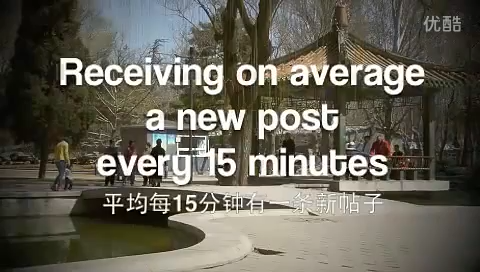 优酷
Receiving on average
a new post
every 15 minutes
平均每15分钟有一条新帖子